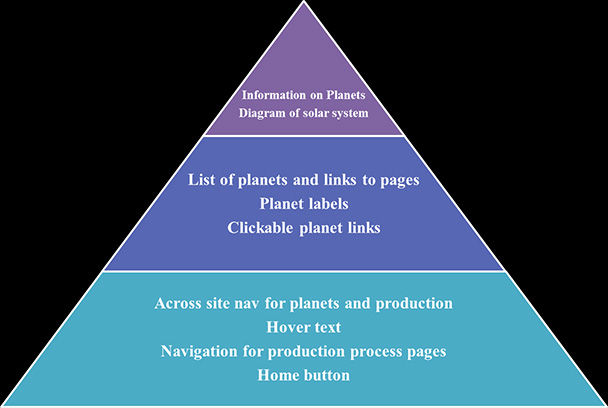 Information on Planets
Diagram of solar system
List of planets and links to pages
Planet labels
Clickable planet links
Across site nav for planets and production
Hover text
Navigation for production process pages
Home button